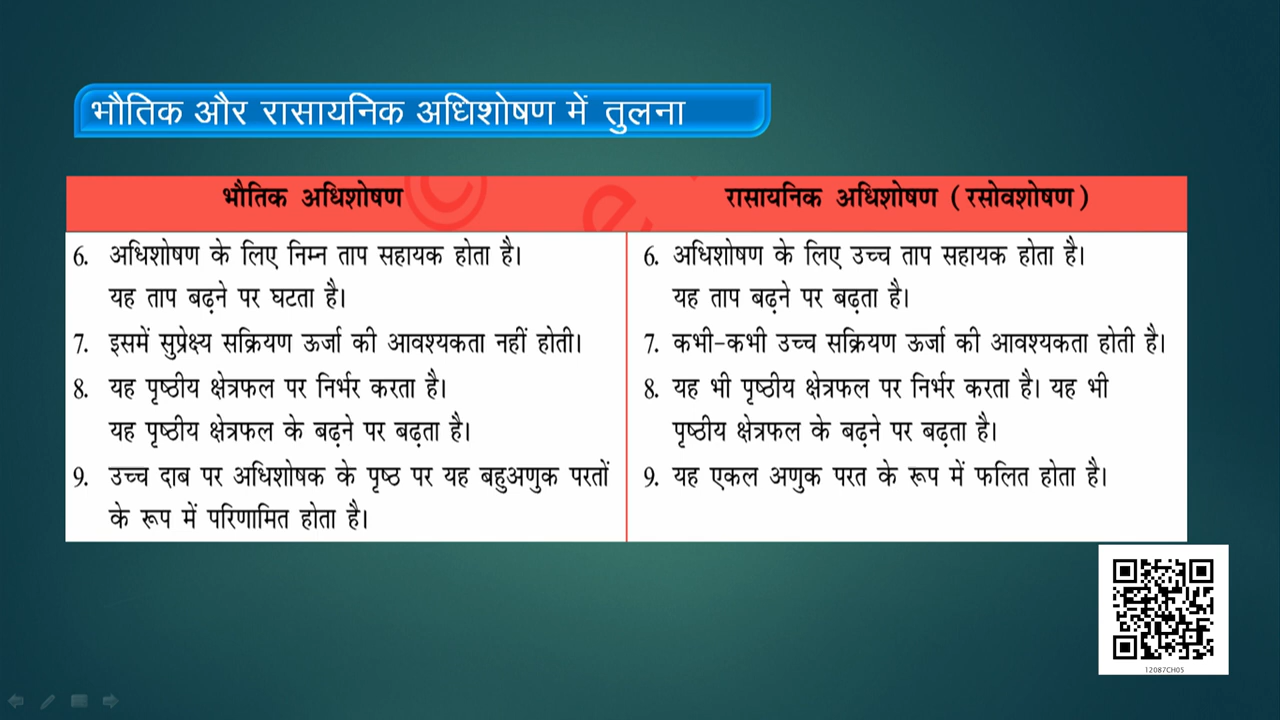 भौतिक और रासायनिक अधिशोषण में तुलना
भौतिक अधिशोषण
रासायनिक अधिशोषण (रसोवशोषण)
6. अधिशोषण के लिए निम्न ताप सहायक होता है।
यह ताप बढ़ने पर घटता है।
7. इसमें सुप्रेक्ष्य सक्रियण ऊर्जा की आवश्यकता नहीं होती।
8. यह पृष्ठीय क्षेत्रफल पर निर्भर करता है।
यह पृष्ठीय क्षेत्रफल के बढ़ने पर बढ़ता है।
9. उच्च दाब पर अधिशोषक के पृष्ठ पर यह बहुअणुक परतों
के रूप में परिणामित होता है।
6. अधिशोषण के लिए उच्च ताप सहायक होता है।
यह ताप बढ़ने पर बढ़ता है।
7. कभी-कभी उच्च सक्रियण ऊर्जा की आवश्यकता होती है।
8. यह भी पृष्ठीय क्षेत्रफल पर निर्भर करता है। यह भी
पृष्ठीय क्षेत्रफल के बढ़ने पर बढ़ता है।
9. यह एकल अणुक परत के रूप में फलित होता है।
12087CH05